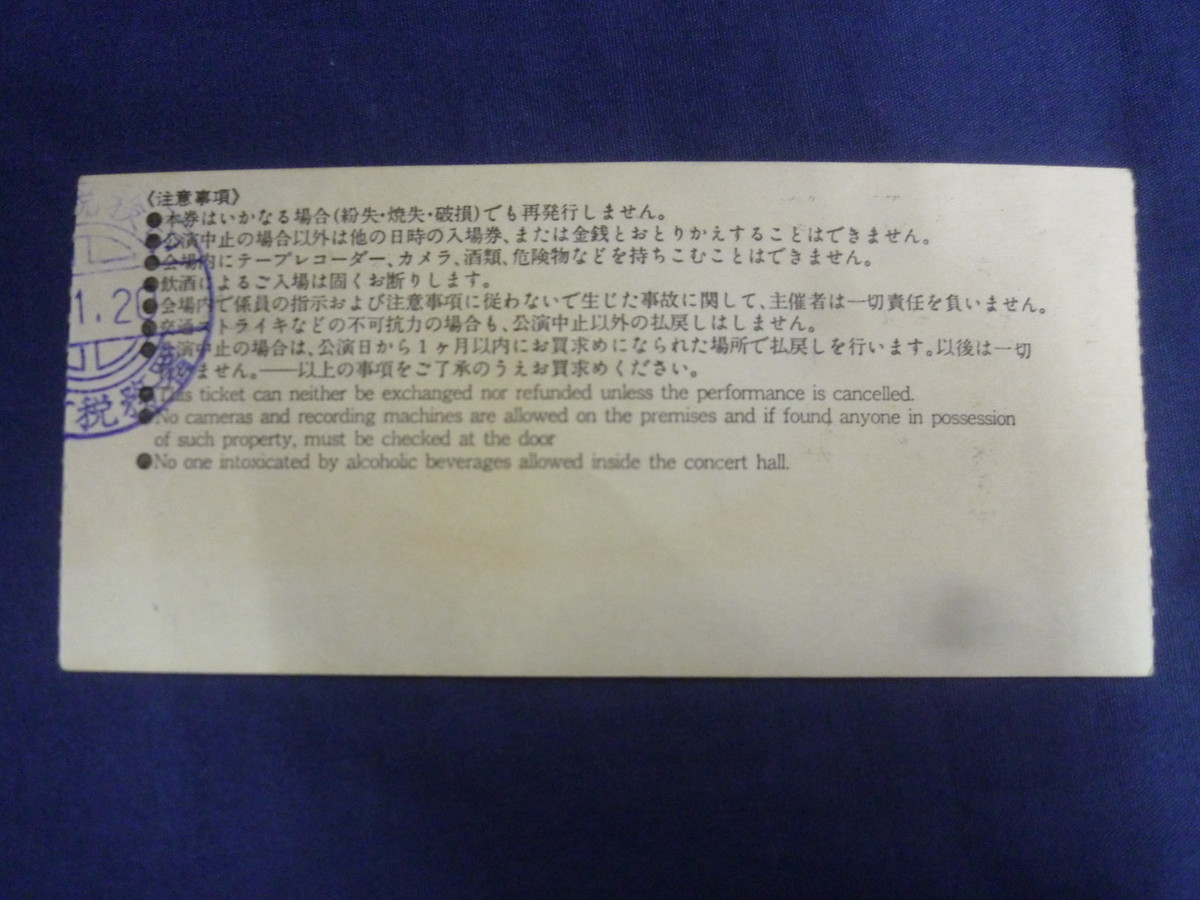 《注意事項》
●本券はいかなる場合(紛失・焼失・破損)でも再発行しません。
●公演中止の場合以外は他の日時の入場券、または金銭とおとりかえすることはできません。
●会場内にテープレコーダー、カメラ、酒類、危険物などを持ちこむことはできません。
●飲酒によるご入場は固くお断りします。
●会場内で係員の指示および注意事項に従わないで生じた事故に関して、主催者は一切責任を負いません。
●交通ストライキなどの不可抗力の場合も、公演中止以外の払戻しはしません。
●公演中止の場合は、公演日から1ヶ月以内にお買求めになられた場所で払戻しを行います。以後は一切
ません。──以上の事項をご了承のうえお買求めください。
●This ticket can neither be exchanged nor refunded unless the performance is cancelled.
●No cameras and recording machines are allowed on the premises and if found anyone in possession
of such property, must be checked at the door
●No one intoxicated by alcoholic beverages allowed inside the concert hall.
1.20
税務